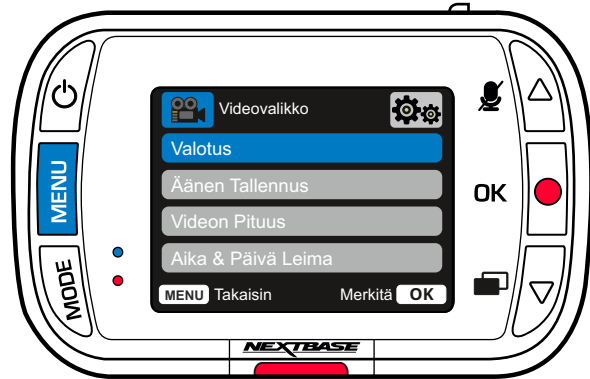 Videovalikko
Valotus
Äänen Tallennus
Videon Pituus
Aika & Päivä Leima
MENU Takaisin Merkitä OK
MENU
MODE
OK
NEXTBASE